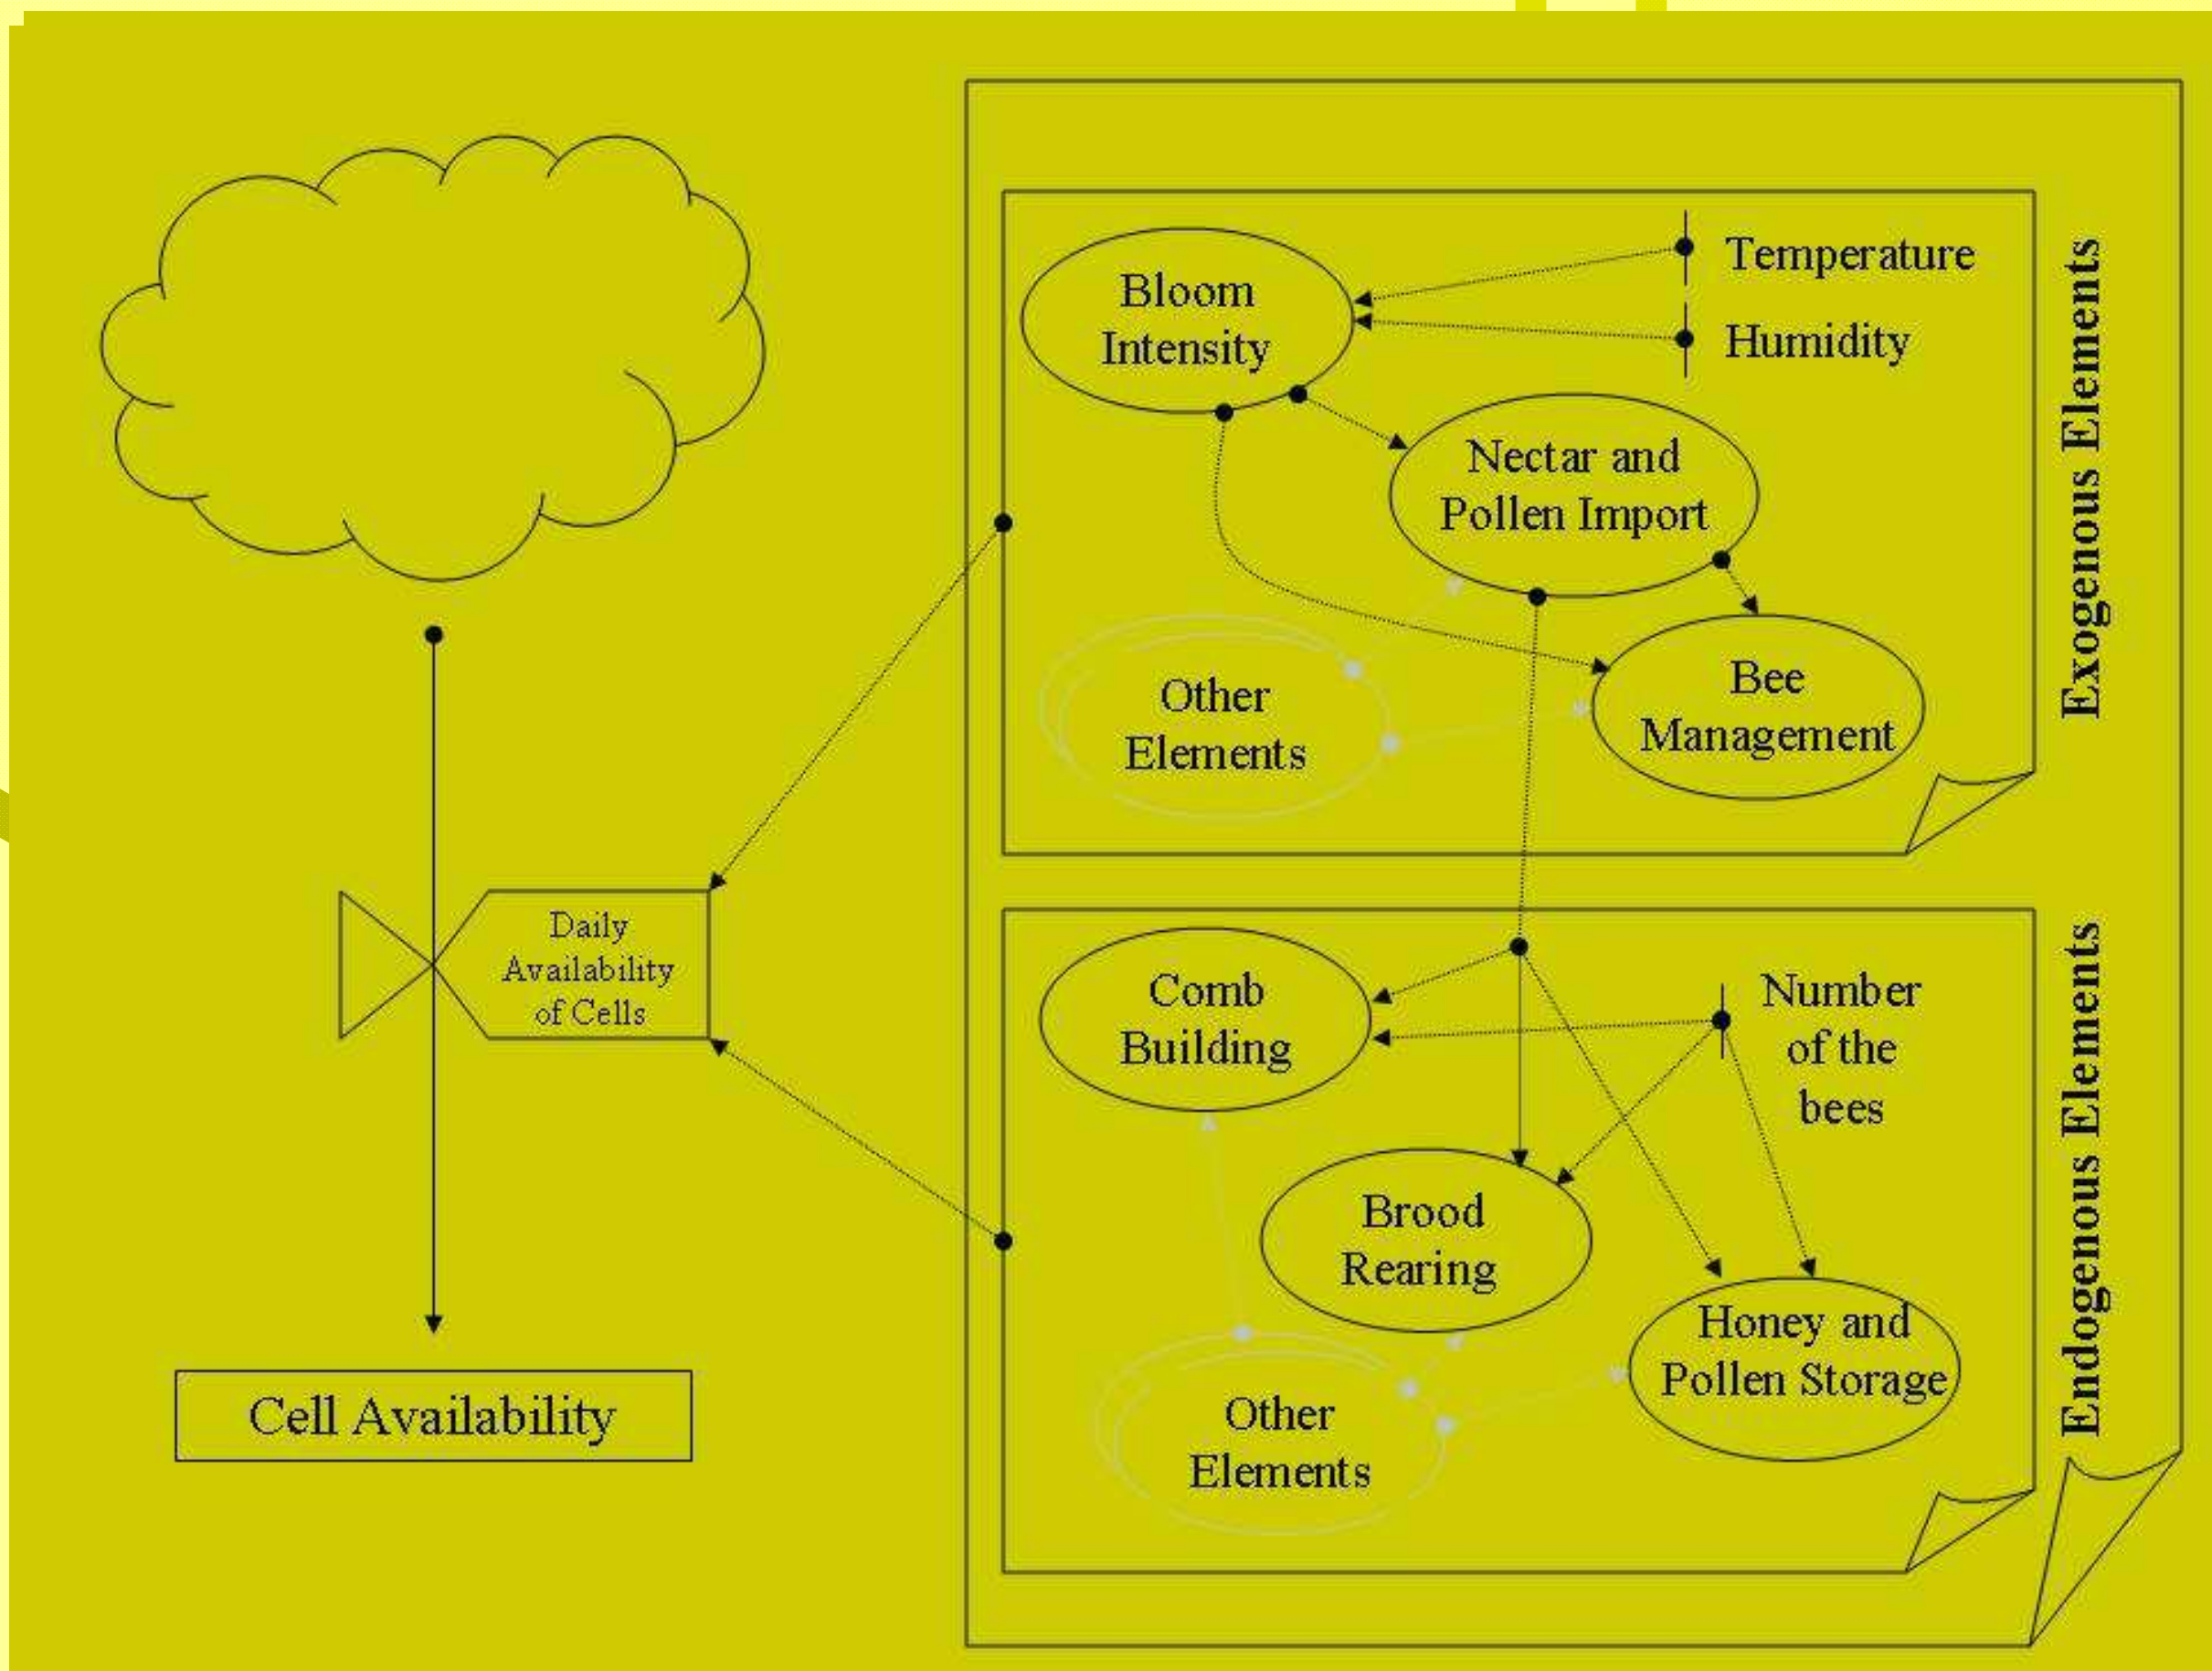 Bloom
Intensity
Temperature
Humidity
Nectar and
Pollen Import
Other
Elements
Bee
Management
Exogenous Elements
Daily
Availability
of Cells
Cell Availability
Comb
Building
Number
of the
bees
Brood
Rearing
Honey and
Pollen Storage
Other
Elements
Endogenous Elements